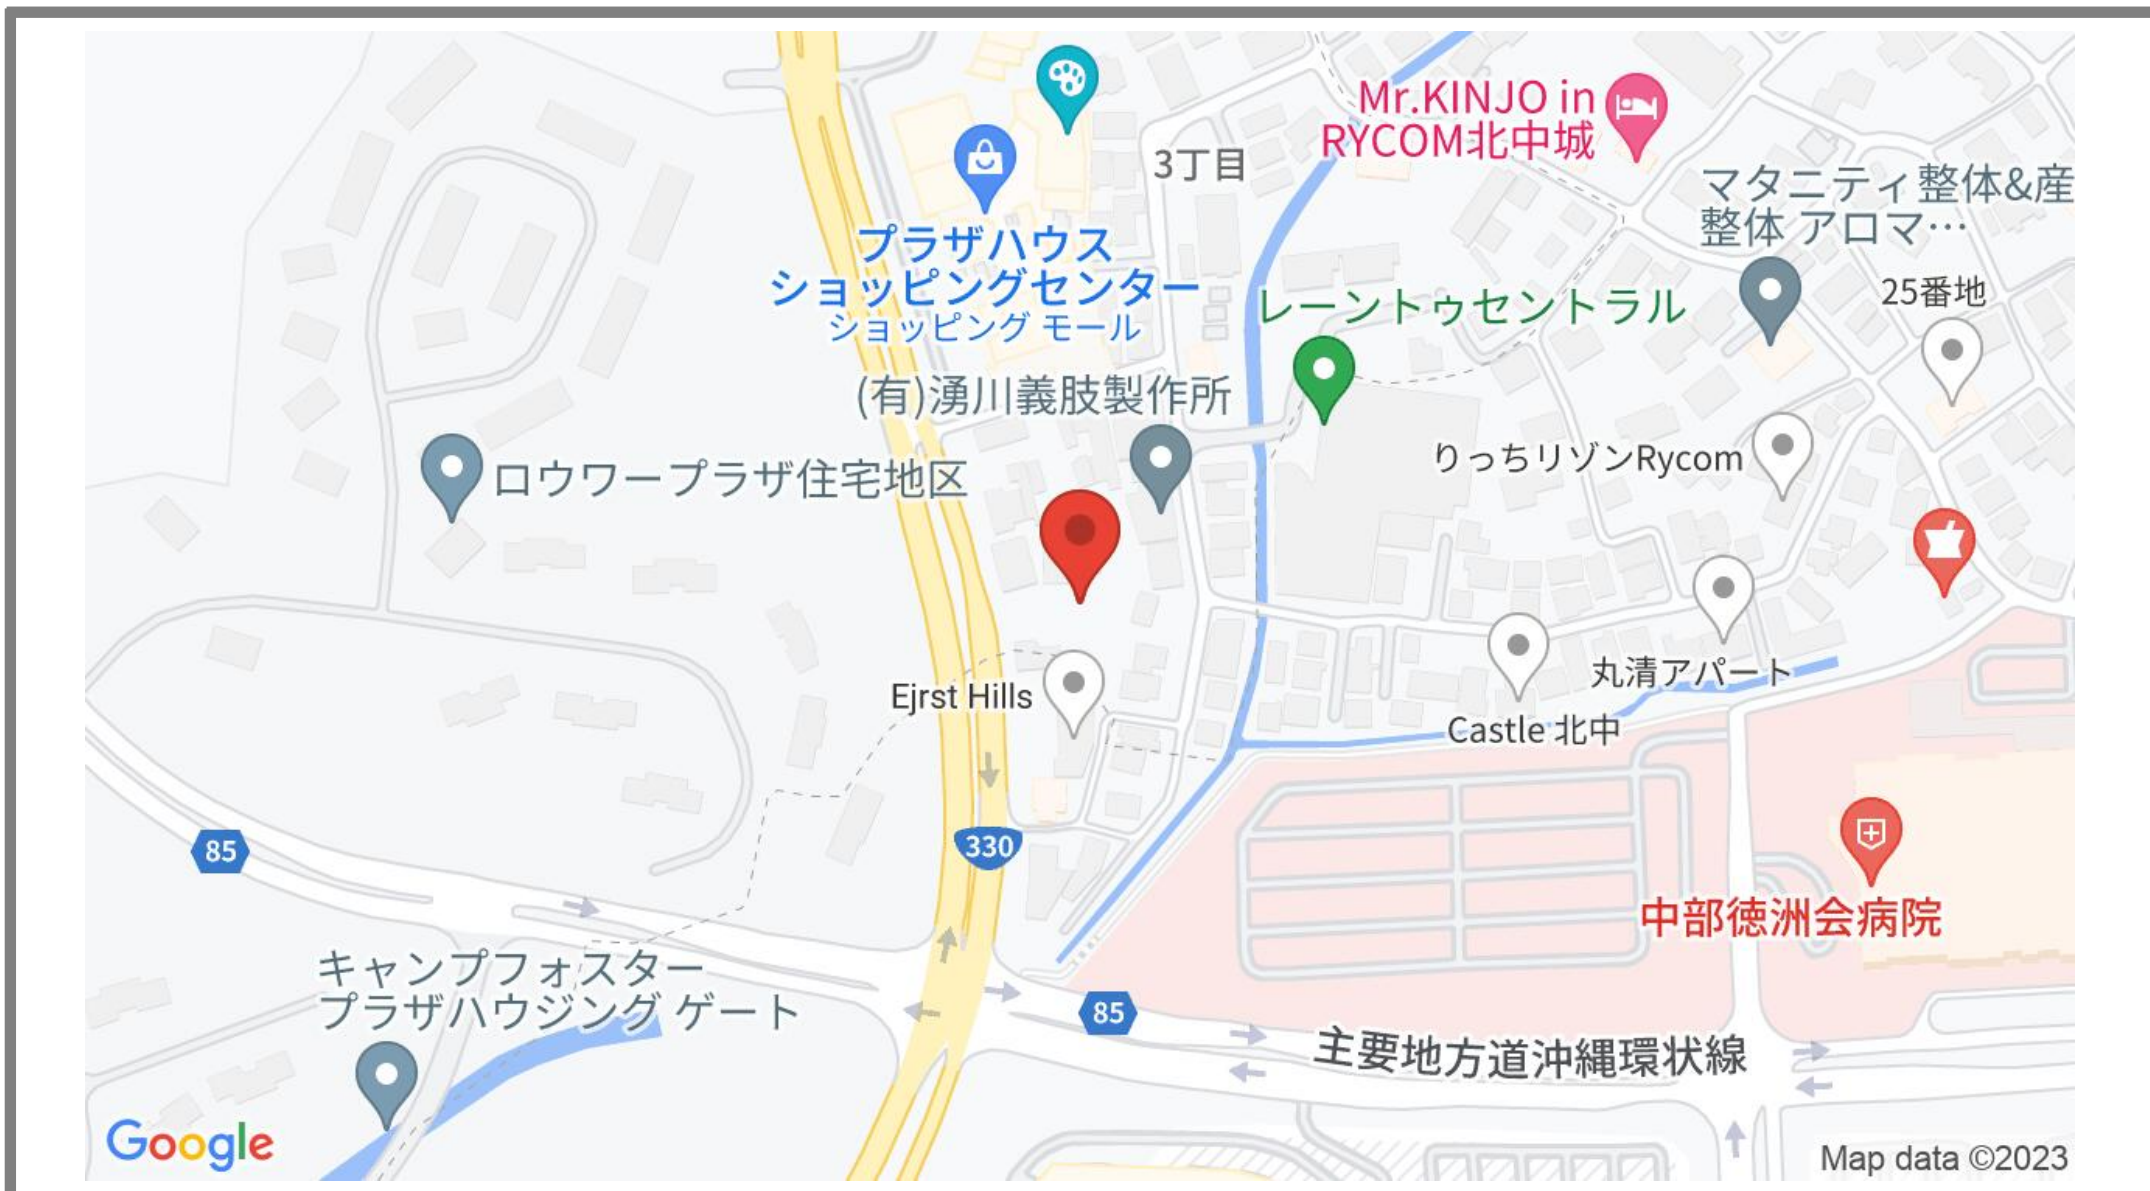 Mr.KINJO in
RYCOM北中城
3丁目
マタニティ整体&産
整体 アロマ…
プラザハウス
ショッピングセンター
ショッピング モール
レーントゥセントラル
25番地
(有)湧川義肢製作所
りっちリゾンRycom
ロウワープラザ住宅地区
丸清アパート
Ejrst Hills
Castle 北中
85
330
中部徳洲会病院
キャンプフォスター
プラザハウジング ゲート
85
主要地方道沖縄環状線
Google
Map data ©2023